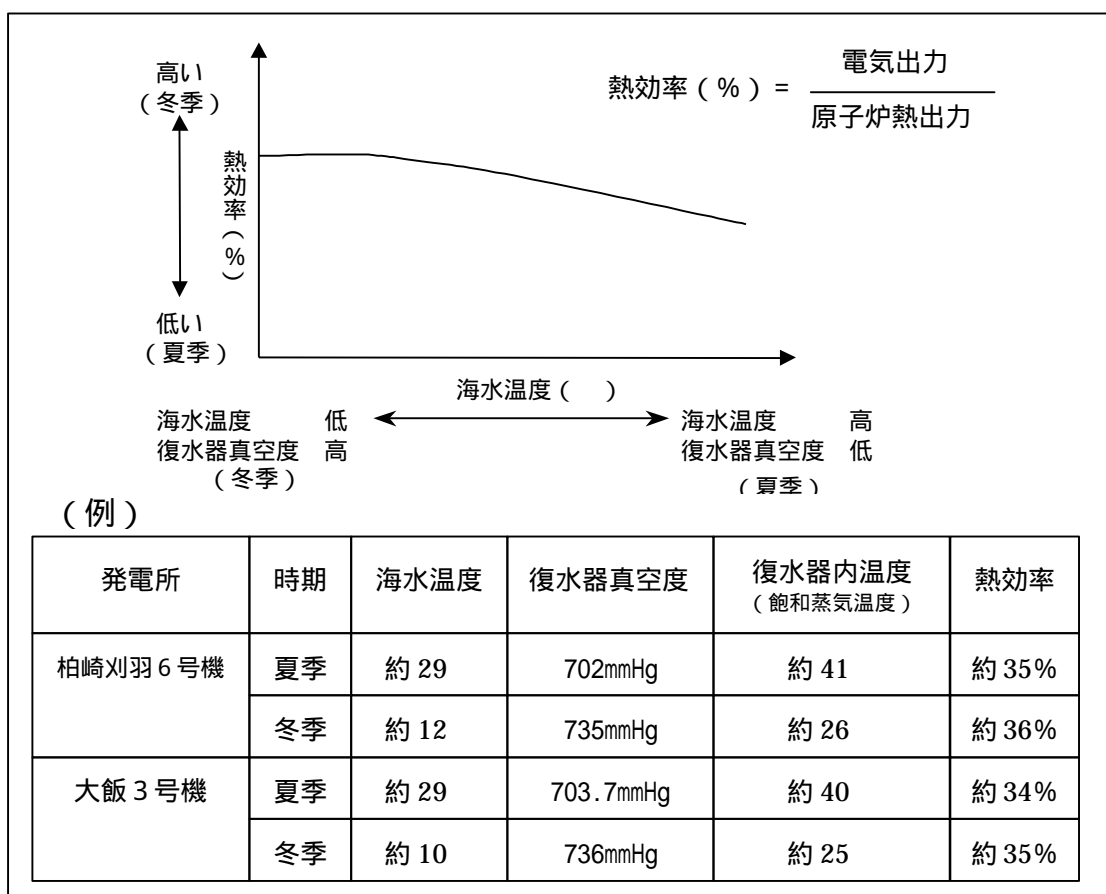 高い
(冬季)
熱効率(%)
低い
(夏季)
熱効率(%)= 電気出力
原子炉熱出力
海水温度(　)
海水温度　低
復水器真空度　高
(冬季)
海水温度　高
復水器真空度　低
(夏季)
(例)
発電所 時期 海水温度 復水器真空度 復水器内温度 熱効率
(飽和蒸気温度)
柏崎刈羽6号機 夏季 約29 702mmHg 約41 約35%
冬季 約12 735mmHg 約26 約36%
大飯3号機 夏季 約29 703.7mmHg 約40 約34%
冬季 約10 736mmHg 約25 約35%